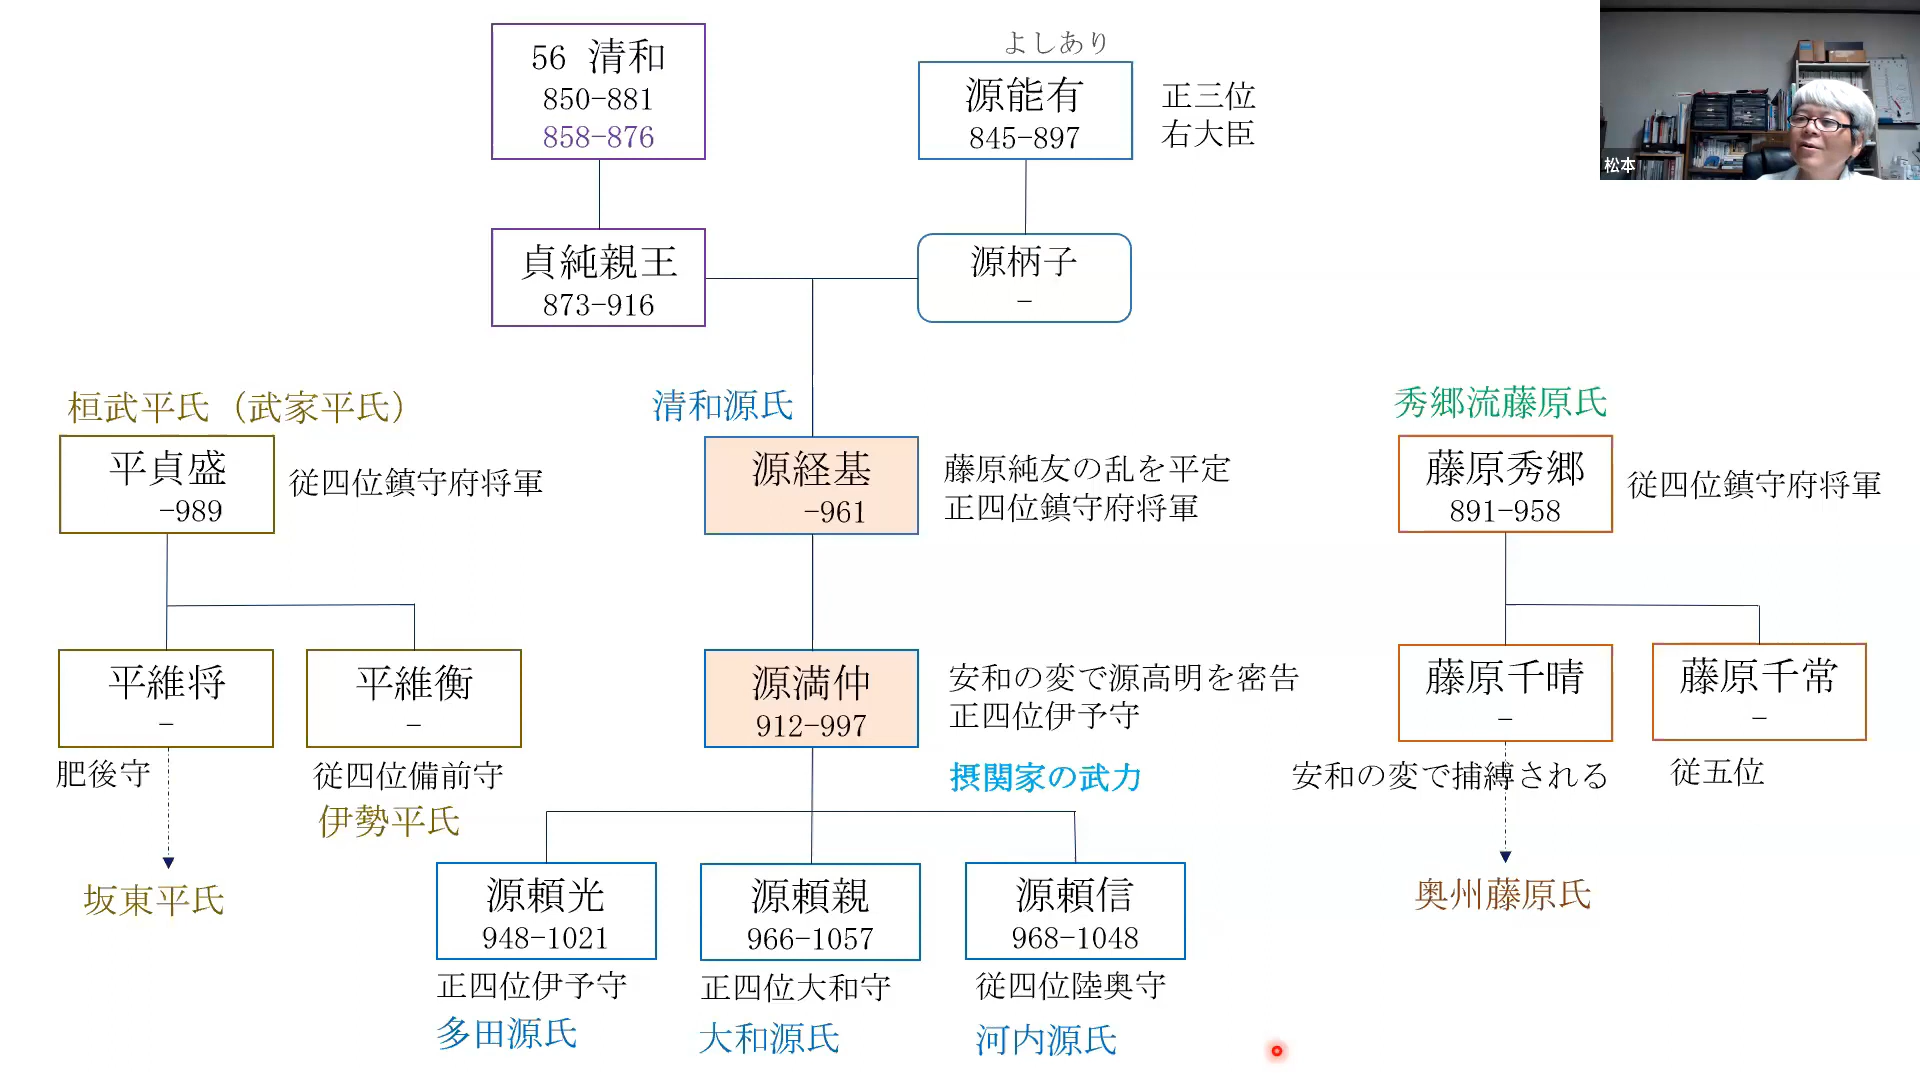 56 清和
850-881
858-876
よしあり
源能有
845-897
正三位
右大臣
松本
貞純親王
873-916
源柄子
-
桓武平氏（武家平氏）
平貞盛
-989
従四位鎮守府将軍
清和源氏
源経基
-961
藤原純友の乱を平定
正四位鎮守府将軍
秀郷流藤原氏
藤原秀郷
891-958
従四位鎮守府将軍
平維将
-
肥後守
坂東平氏
平維衡
-
従四位備前守
伊勢平氏
源満仲
912-997
安和の変で源高明を密告
正四位伊予守
摂関家の武力
藤原千晴
-
安和の変で捕縛される
奥州藤原氏
藤原千常
-
従五位
源頼光
948-1021
正四位伊予守
多田源氏
源頼親
966-1057
正四位大和守
大和源氏
源頼信
968-1048
従四位陸奥守
河内源氏